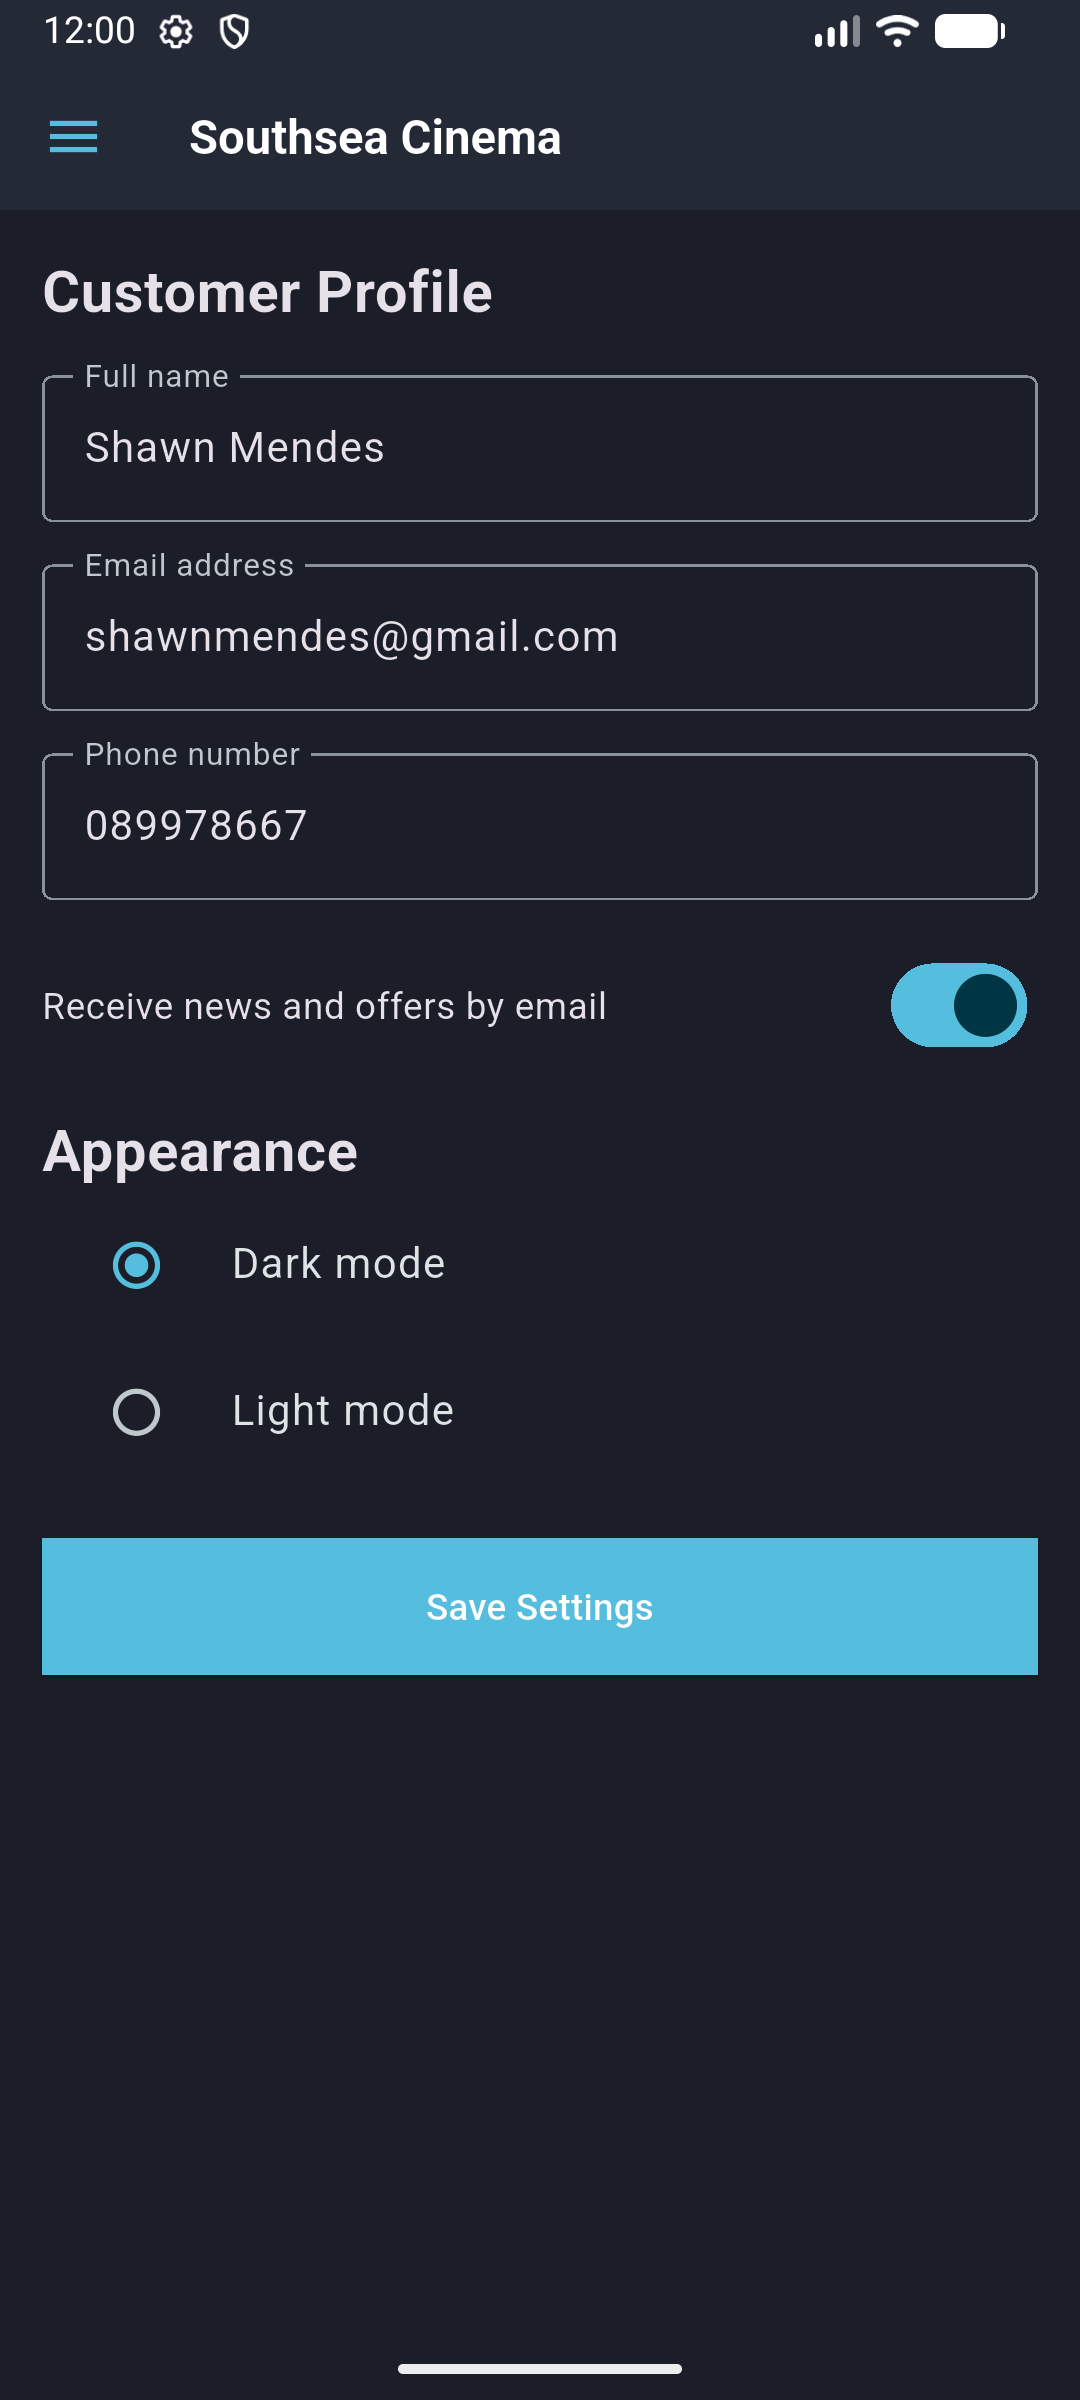 12:00
Southsea Cinema
Customer Profile
Full name
Shawn Mendes
Email address
shawnmendes@gmail.com
Phone number
089978667
Receive news and offers by email
Appearance
Dark mode
Light mode
Save Settings